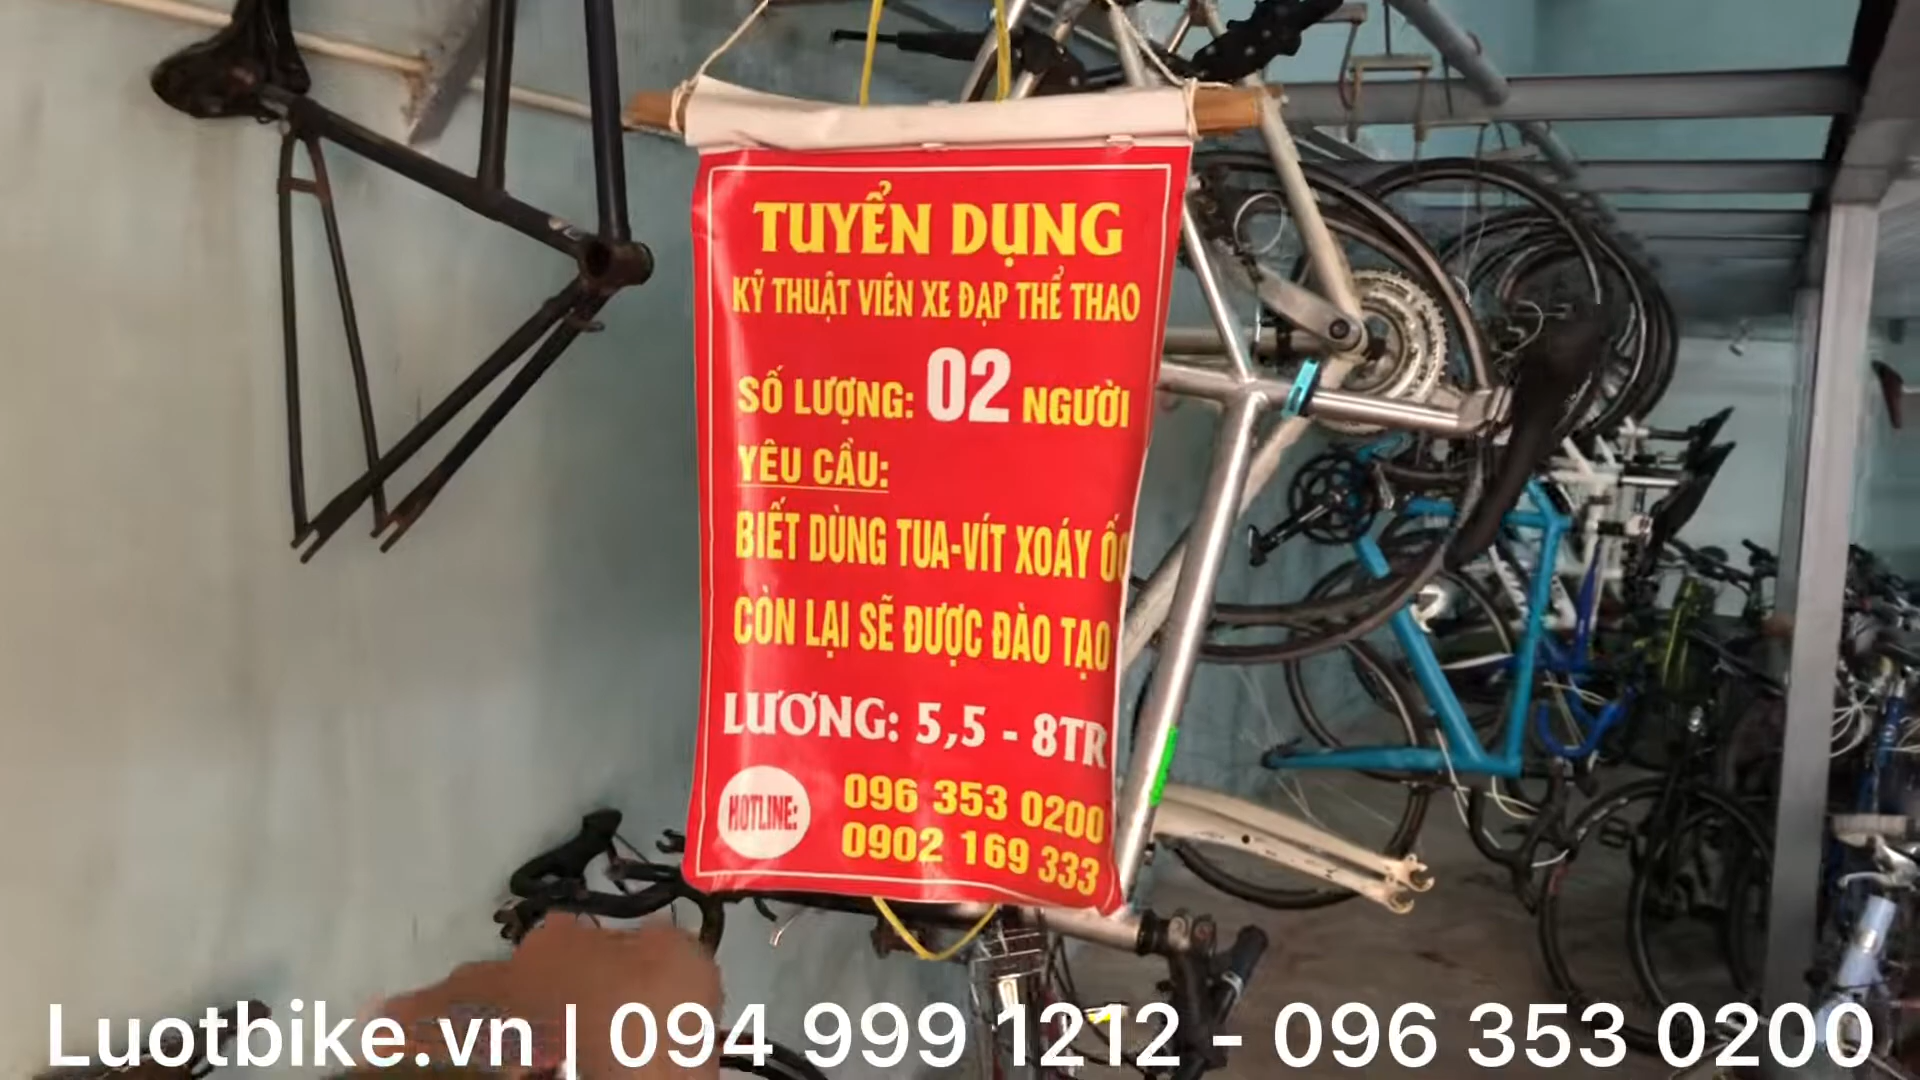 TUYỂN DỤNG
KỸ THUẬT VIÊN XE ĐẠP THỂ THAO
SỐ LƯỢNG: 02 NGƯỜI
YÊU CẦU:
BIẾT DÙNG TUA-VÍT XOÁY ỐC
CÒN LẠI SẼ ĐƯỢC ĐÀO TẠO
LƯƠNG: 5,5 - 8TR
HOTLINE:
096 353 0200
0902 169 333
Luotbike.vn | 094 999 1212 - 096 353 0200